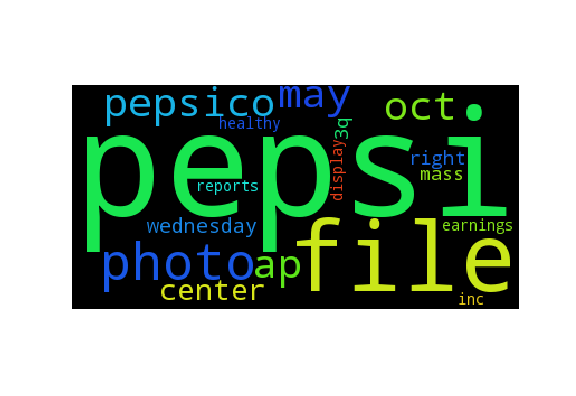 pepsico may oct
healthy 3q
pepsi
display right
reports mass
wednesday earnings
photo ap file
center inc